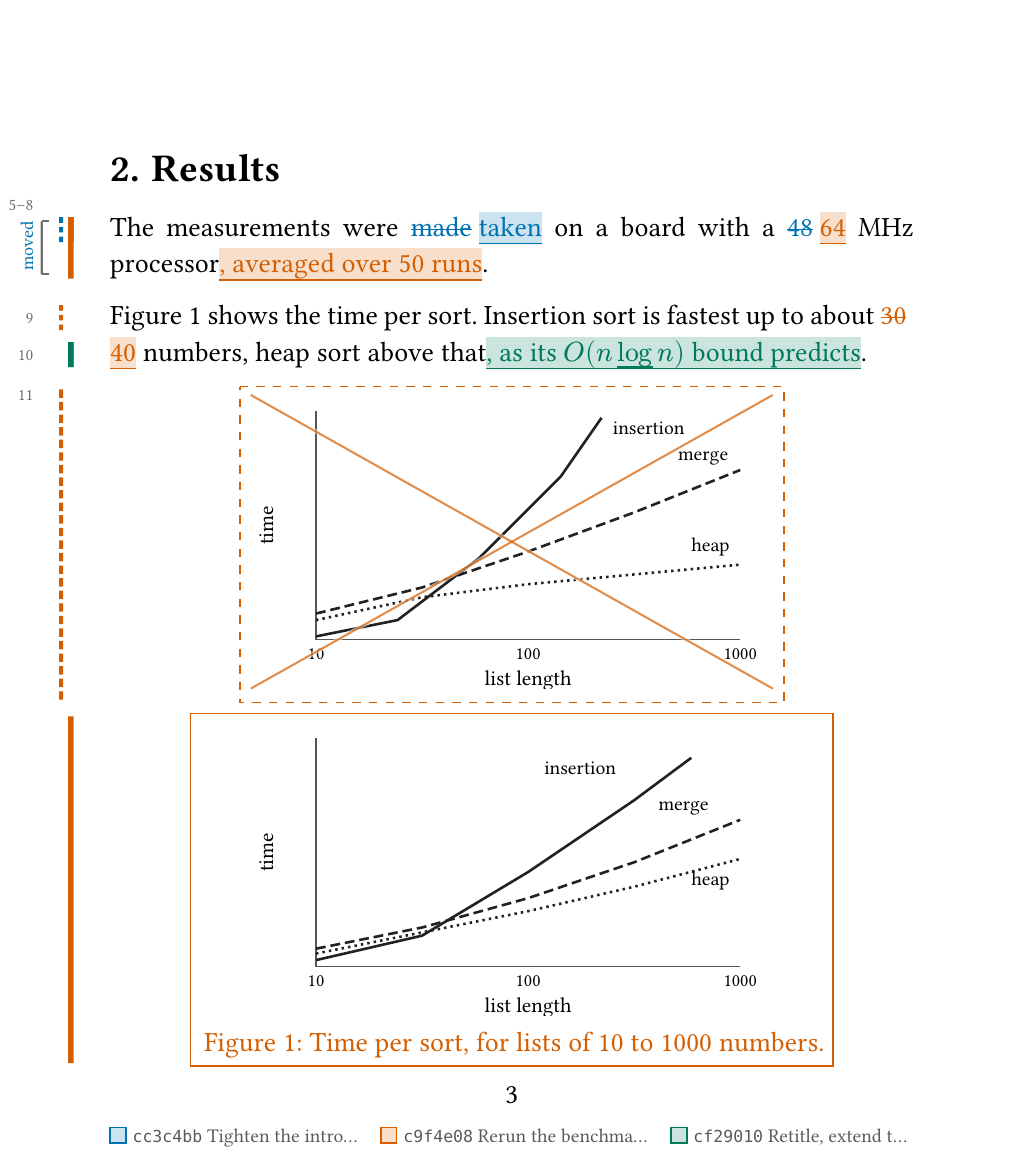 2. Results
5–8
moved
The measurements were made taken on a board with a 48 64 MHz
processor, averaged over 50 runs.
9
Figure 1 shows the time per sort. Insertion sort is fastest up to about 30
10
40 numbers, heap sort above that, as its O(n log n) bound predicts.
11
insertion
merge
time
heap
10 100 1000
list length
insertion
merge
time
heap
10 100 1000
list length
Figure 1: Time per sort, for lists of 10 to 1000 numbers.
3
cc3c4bb Tighten the intro… c9f4e08 Rerun the benchma… cf29010 Retitle, extend t…